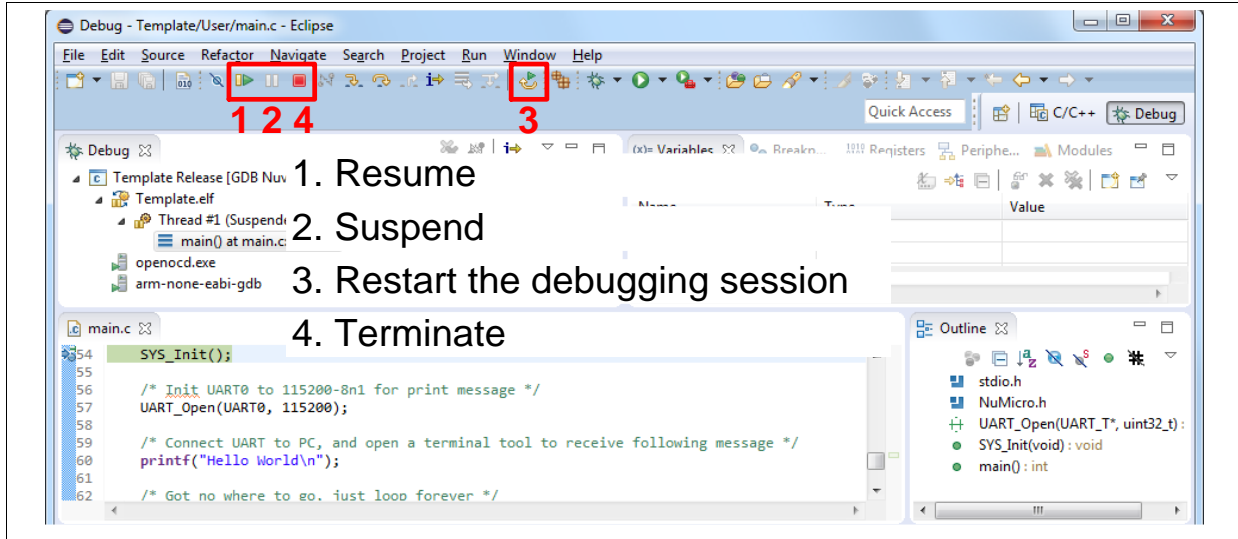 Debug - Template/User/main.c - Eclipse
File Edit Source Refactor Navigate Search Project Run Window Help
1 2 4 3
Quick Access C/C++ Debug
Debug
(x)= Variables Breakp... Registers Periphe... Modules
Template Release [GDB Nuv
1. Resume
Template.elf
Name Type Value
Thread #1 (Suspende
2. Suspend
main() at main.c:
openocd.exe
3. Restart the debugging session
arm-none-eabi-gdb
main.c
4. Terminate
Outline
54 SYS_Init();
55
56 /* Init UART0 to 115200-8n1 for print message */
57 UART_Open(UART0, 115200);
58
59 /* Connect UART to PC, and open a terminal tool to receive following message */
60 printf("Hello World\n");
61
62 /* Got no where to go, just loop forever */
stdio.h
NuMicro.h
UART_Open(UART_T*, uint32_t) :
SYS_Init(void) : void
main() : int